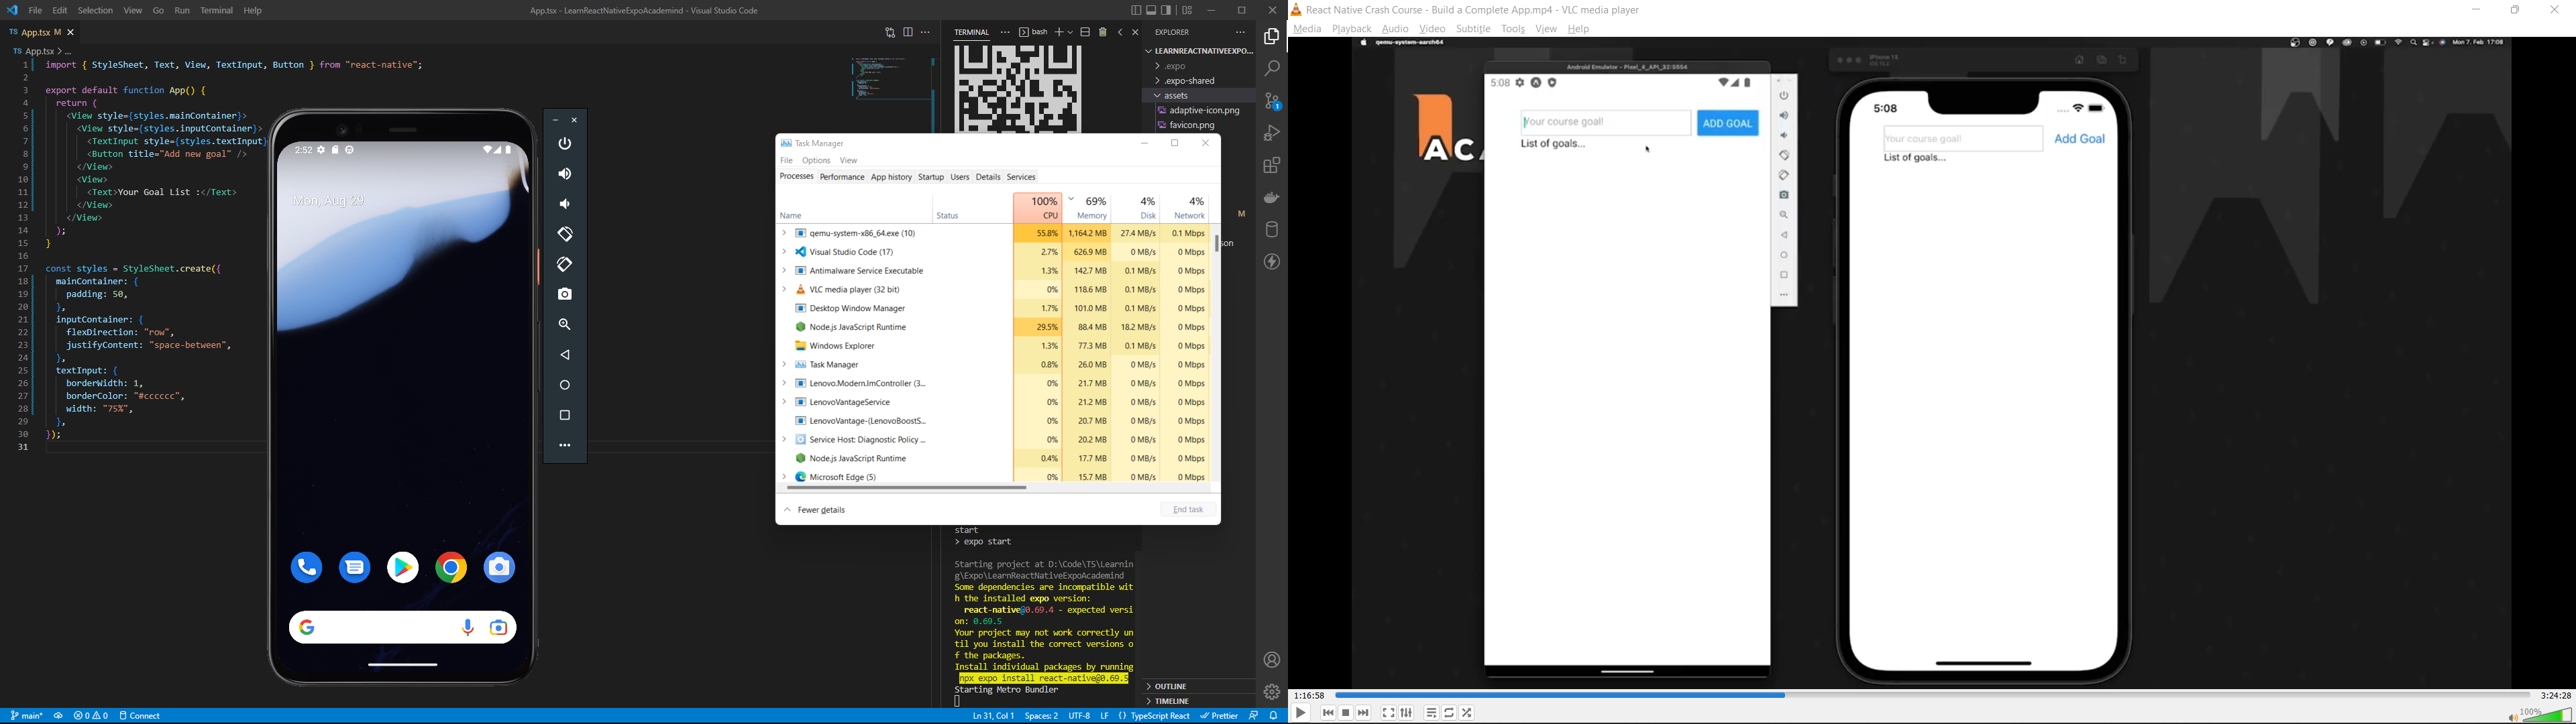 File Edit Selection View Go Run Terminal Help
App.tsx - LearnReactNativeExpoAcademind - Visual Studio Code
TS App.tsx M
TS App.tsx > ...
1 import { StyleSheet, Text, View, TextInput, Button } from "react-native";
2
3 export default function App() {
4 return (
5 <View style={styles.mainContainer}>
6 <View style={styles.inputContainer}>
7 <TextInput style={styles.textInput}
8 <Button title="Add new goal" />
9 </View>
10 <View>
11 <Text>Your Goal List :</Text>
12 </View>
13 </View>
14 );
15 }
16
17 const styles = StyleSheet.create({
18 mainContainer: {
19 padding: 50,
20 },
21 inputContainer: {
22 flexDirection: "row",
23 justifyContent: "space-between",
24 },
25 textInput: {
26 borderWidth: 1,
27 borderColor: "#cccccc",
28 width: "75%",
29 },
30 });
31
2:52
Mon, Aug 29
TERMINAL
bash
EXPLORER
LEARNREACTNATIVEEXPO...
.expo
.expo-shared
assets
adaptive-icon.png
favicon.png
M
son
Task Manager
File Options View
Processes Performance App history Startup Users Details Services
100% 69% 4% 4%
Name Status CPU Memory Disk Network
qemu-system-x86_64.exe (10) 55.8% 1,164.2 MB 27.4 MB/s 0.1 Mbps
Visual Studio Code (17) 2.7% 626.9 MB 0 MB/s 0 Mbps
Antimalware Service Executable 1.3% 142.7 MB 0.1 MB/s 0 Mbps
VLC media player (32 bit) 0% 118.6 MB 0.1 MB/s 0 Mbps
Desktop Window Manager 1.7% 101.0 MB 0.1 MB/s 0 Mbps
Node.js JavaScript Runtime 29.5% 88.4 MB 18.2 MB/s 0 Mbps
Windows Explorer 1.3% 77.3 MB 0.1 MB/s 0 Mbps
Task Manager 0.8% 26.0 MB 0 MB/s 0 Mbps
Lenovo.Modern.ImController (3... 0% 21.7 MB 0 MB/s 0 Mbps
LenovoVantageService 0% 21.2 MB 0 MB/s 0 Mbps
LenovoVantage-(LenovoBoostS... 0% 20.7 MB 0 MB/s 0 Mbps
Service Host: Diagnostic Policy ... 0% 20.2 MB 0 MB/s 0 Mbps
Node.js JavaScript Runtime 0.4% 17.7 MB 0 MB/s 0 Mbps
Microsoft Edge (5) 0% 15.7 MB 0 MB/s 0 Mbps
Fewer details
End task
start
> expo start
Starting project at D:\Code\TS\Learnin
g\Expo\LearnReactNativeExpoAcademind
Some dependencies are incompatible wit
h the installed expo version:
react-native@0.69.4 - expected versi
on: 0.69.5
Your project may not work correctly un
til you install the correct versions o
f the packages.
Install individual packages by running
npx expo install react-native@0.69.5
Starting Metro Bundler
OUTLINE
TIMELINE
1
main* 0 0 Connect
Ln 31, Col 1 Spaces: 2 UTF-8 LF {} TypeScript React Prettier
React Native Crash Course - Build a Complete App.mp4 - VLC media player
Media Playback Audio Video Subtitle Tools View Help
qemu-system-aarch64
Mon 7. Feb 17:08
Android Emulator - Pixel_4_API_32:5554
5:08
Your course goal!
ADD GOAL
List of goals...
ACA
iPhone 13
5:08
Your course goal!
Add Goal
List of goals...
1:16:58
3:24:28
100%